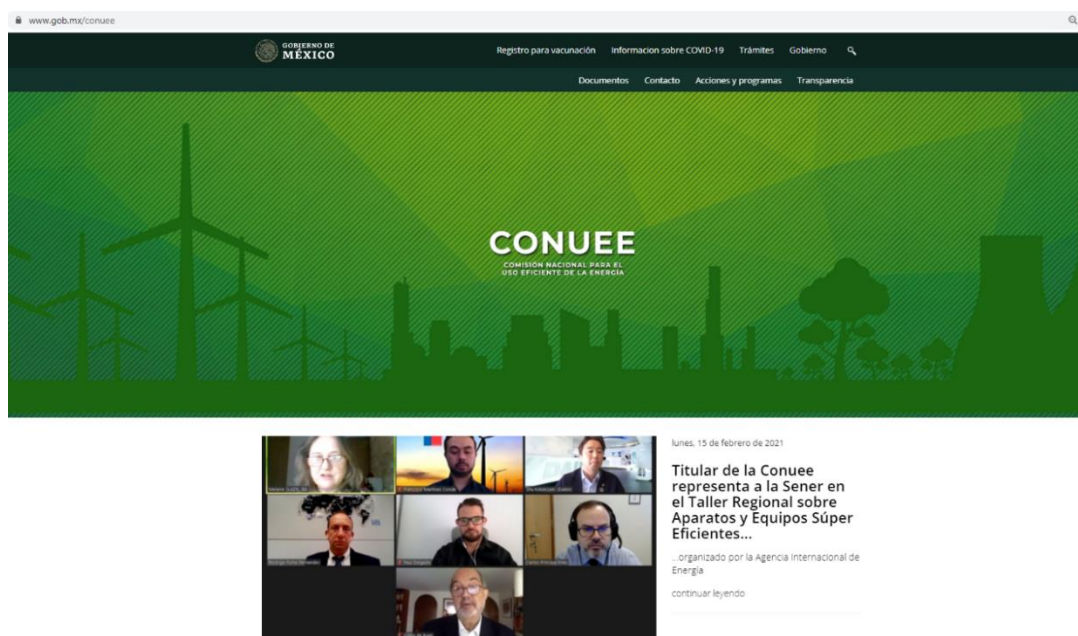 www.gob.mx/conuee
GOBIERNO DE
MÉXICO
Registro para vacunación Informacion sobre COVID-19 Trámites Gobierno
Documentos Contacto Acciones y programas Transparencia
CONUEE
COMISIÓN NACIONAL PARA EL
USO EFICIENTE DE LA ENERGÍA
lunes, 15 de febrero de 2021
Titular de la Conuee
representa a la Sener en
el Taller Regional sobre
Aparatos y Equipos Súper
Eficientes...
...organizado por la Agencia Internacional de
Energía
continuar leyendo